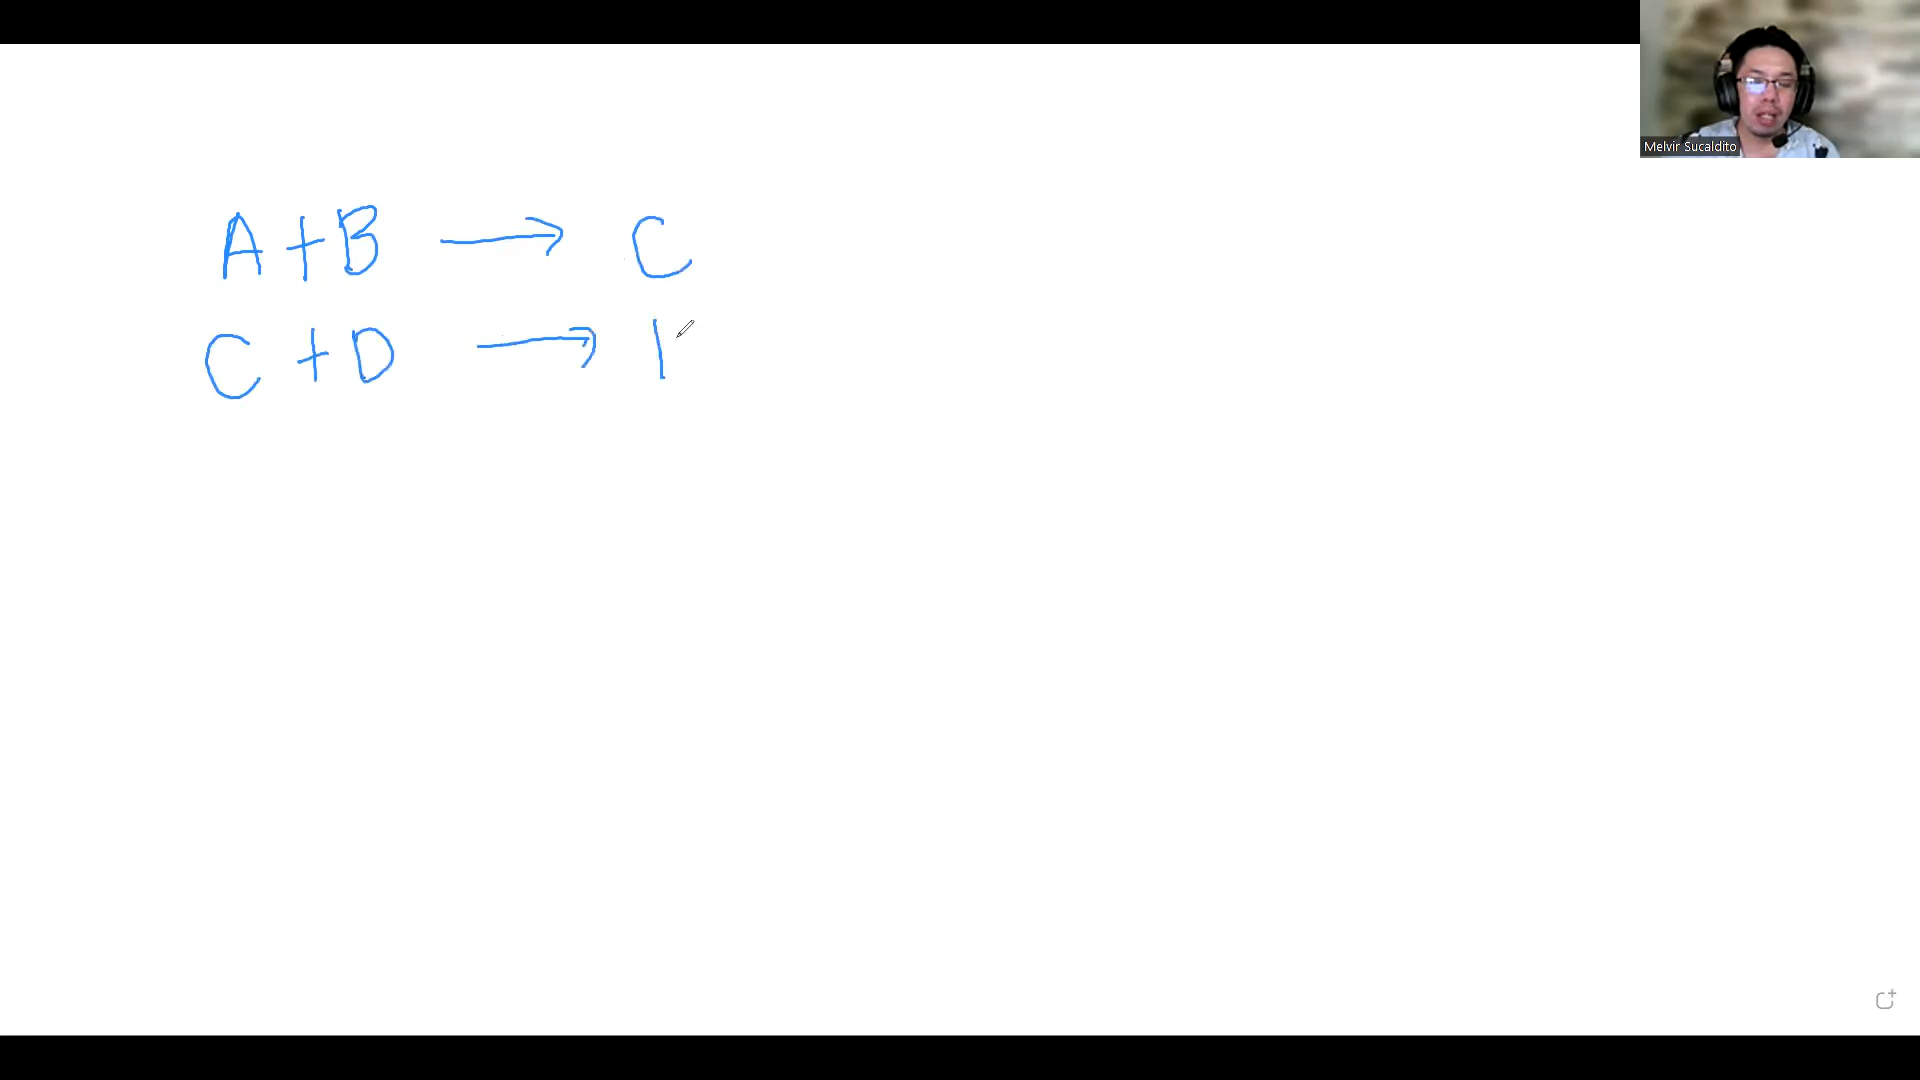 Melvir Sucaldito
A + B → C
C + D →